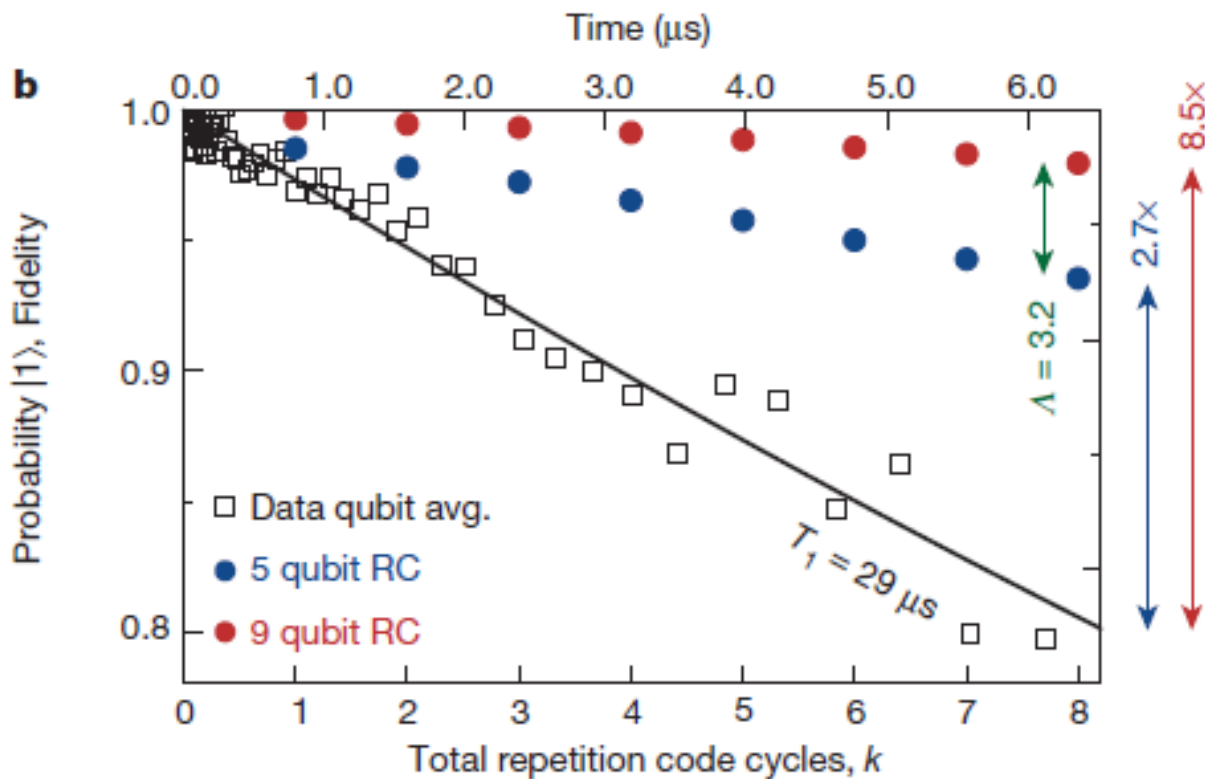 b
Time (μs)
0.0 1.0 2.0 3.0 4.0 5.0 6.0
1.0
0.9
0.8
Probability |1⟩, Fidelity
Data qubit avg.
5 qubit RC
9 qubit RC
T1 = 29 μs
Λ = 3.2
2.7×
8.5×
0 1 2 3 4 5 6 7 8
Total repetition code cycles, k